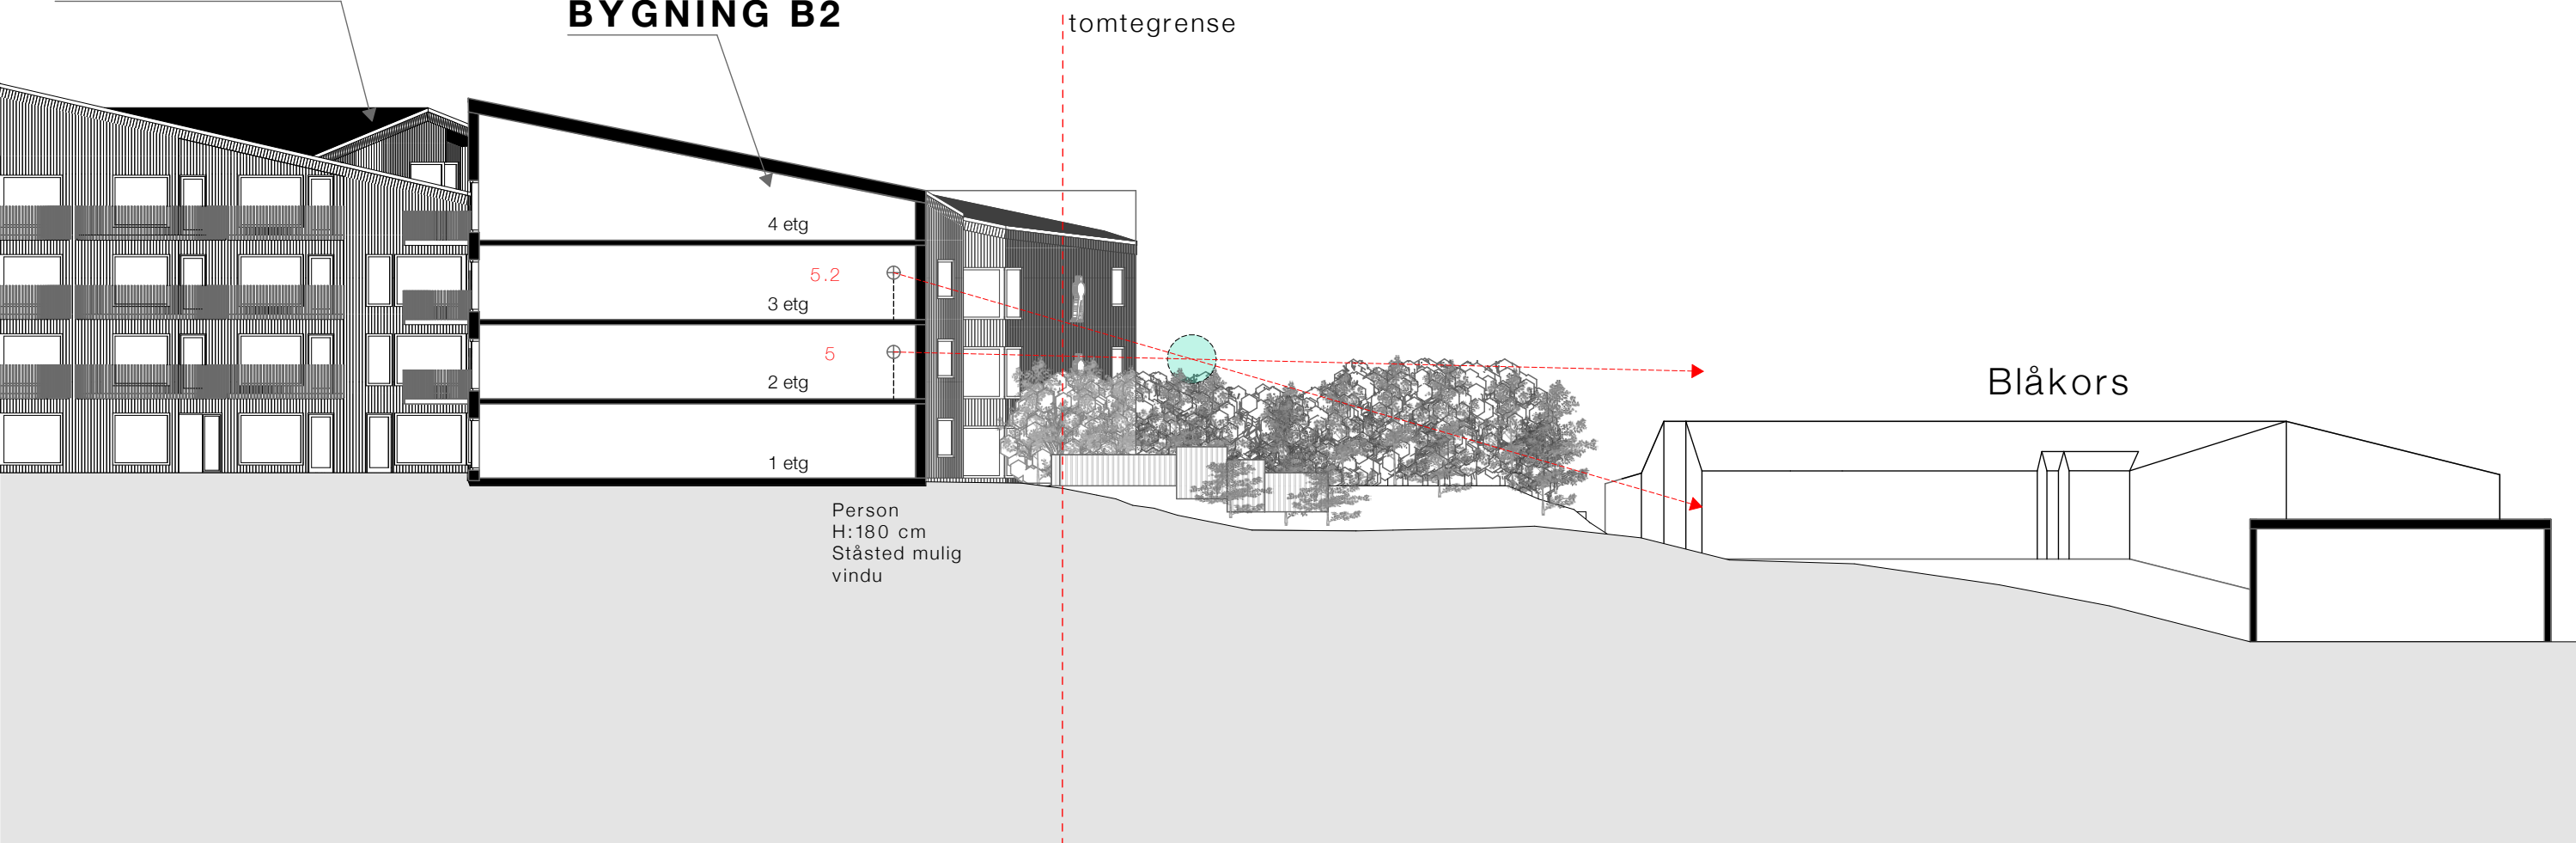 BYGNING B2
tomtegrense
4 etg
5.2
3 etg
5
2 etg
1 etg
Person
H:180 cm
Ståsted mulig
vindu
Blåkors